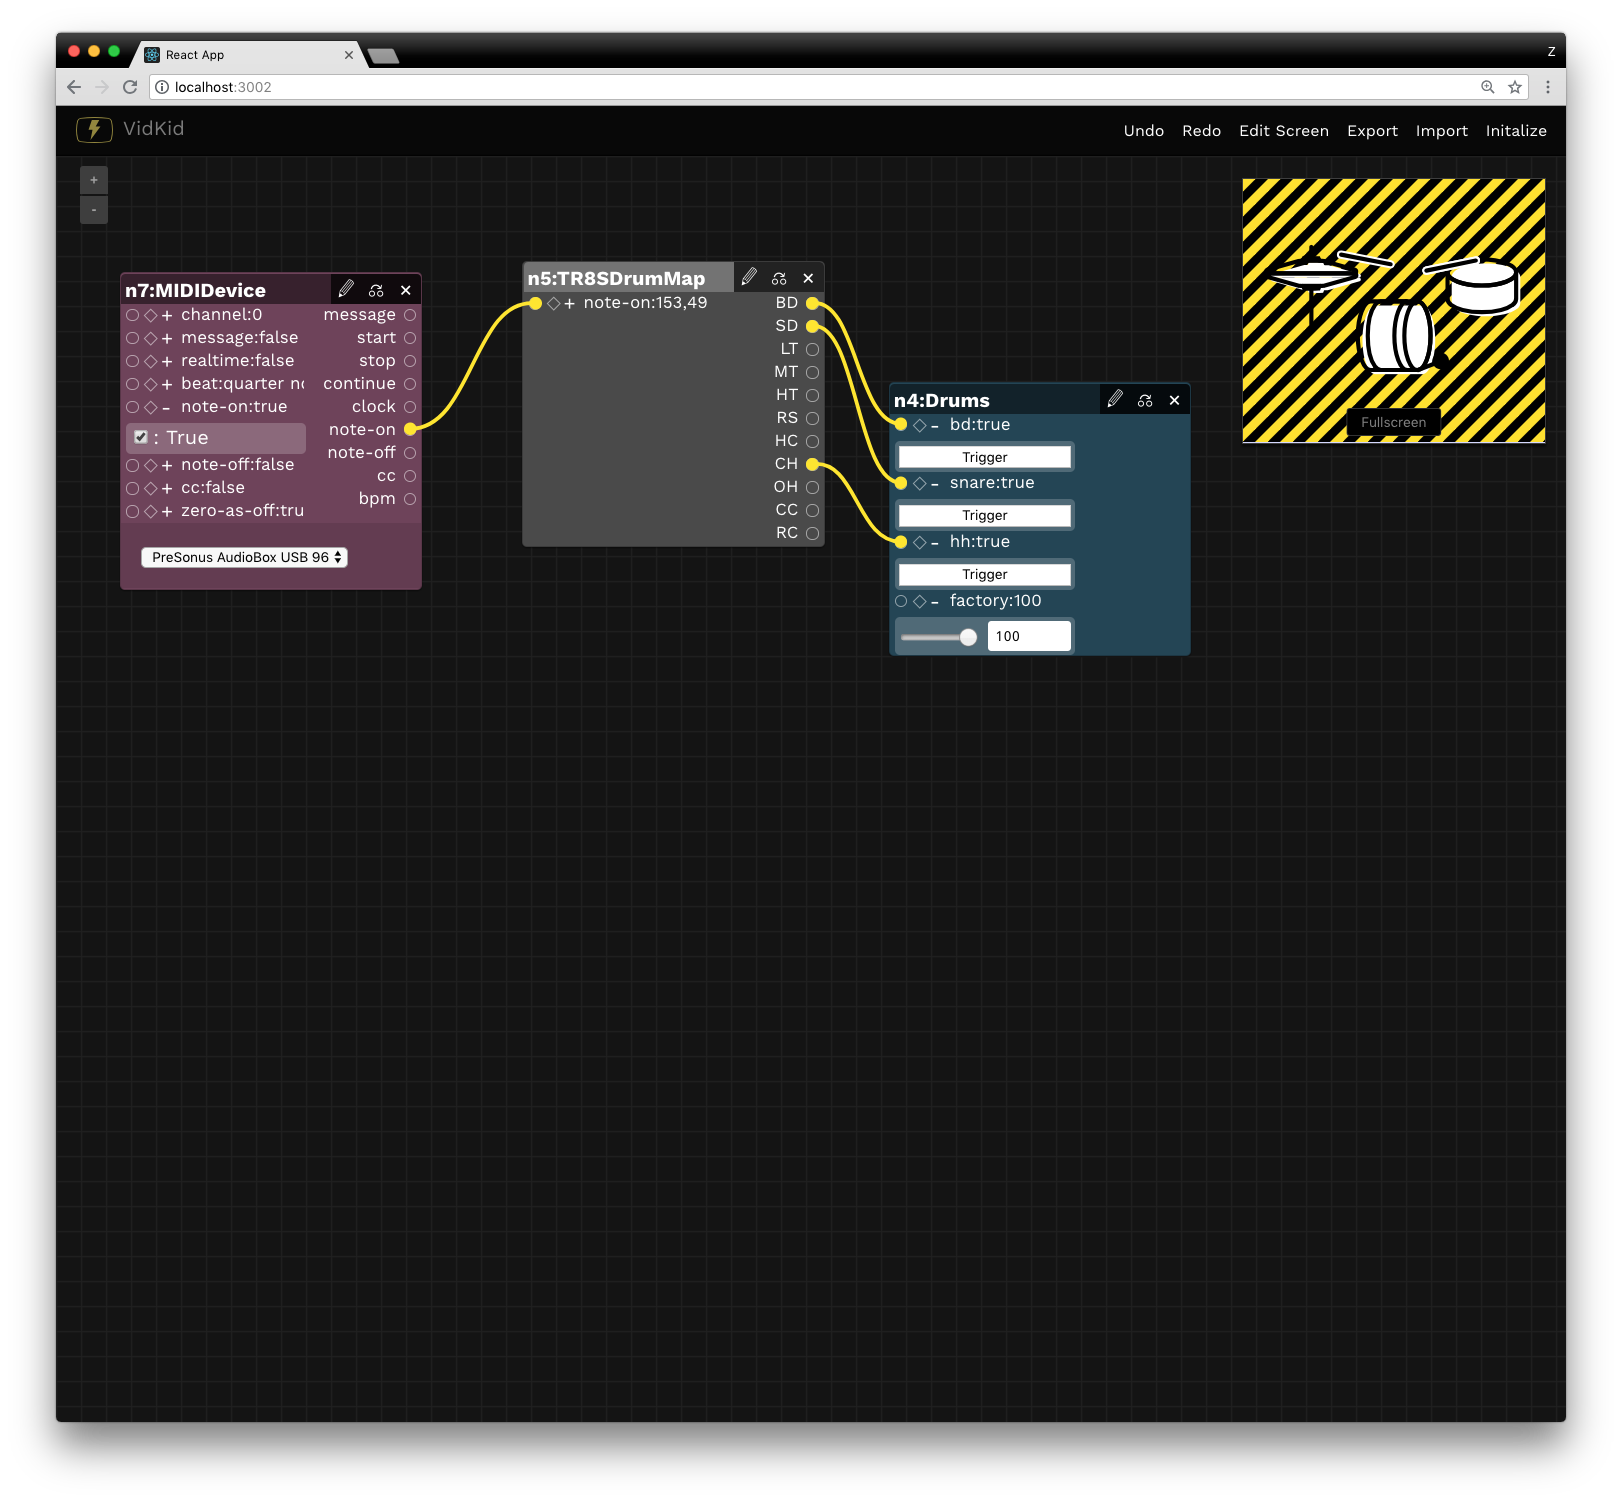 React App
Z
localhost:3002
VidKid
Undo Redo Edit Screen Export Import Initalize
+
-
n7:MIDIDevice
+ channel:0
+ message:false
+ realtime:false
+ beat:quarter nc
- note-on:true
: True
+ note-off:false
+ cc:false
+ zero-as-off:tru
message
start
stop
continue
clock
note-on
note-off
cc
bpm
PreSonus AudioBox USB 96
n5:TR8SDrumMap
+ note-on:153,49
BD
SD
LT
MT
HT
RS
HC
CH
OH
CC
RC
n4:Drums
- bd:true
Trigger
- snare:true
Trigger
- hh:true
Trigger
- factory:100
100
Fullscreen